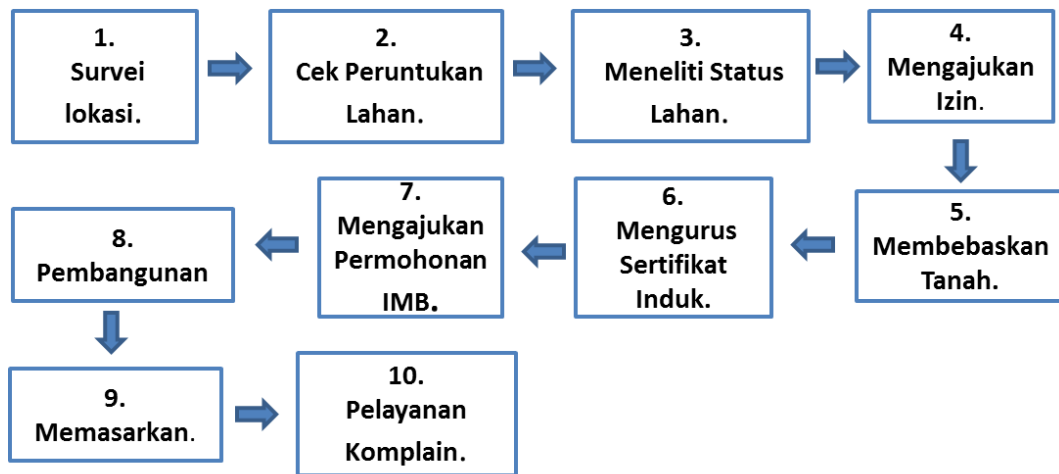 1.
Survei
lokasi.
2.
Cek Peruntukan
Lahan.
3.
Meneliti Status
Lahan.
4.
Mengajukan
Izin.
5.
Membebaskan
Tanah.
6.
Mengurus
Sertifikat
Induk.
7.
Mengajukan
Permohonan
IMB.
8.
Pembangunan
9.
Memasarkan.
10.
Pelayanan
Komplain.